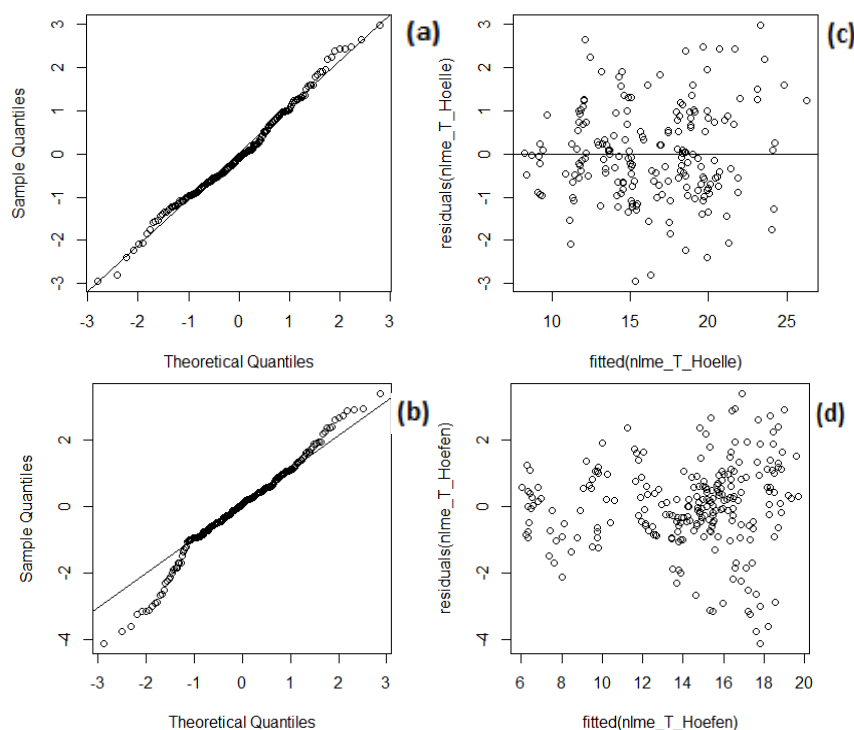 (a)
Sample Quantiles
3
2
1
0
-1
-2
-3
-3 -2 -1 0 1 2 3
Theoretical Quantiles
(c)
residuals(nlme_T_Hoelle)
3
2
1
0
-1
-2
-3
10 15 20 25
fitted(nlme_T_Hoelle)
(b)
Sample Quantiles
2
0
-2
-4
-3 -2 -1 0 1 2 3
Theoretical Quantiles
(d)
residuals(nlme_T_Hoefen)
2
0
-2
-4
6 8 10 12 14 16 18 20
fitted(nlme_T_Hoefen)